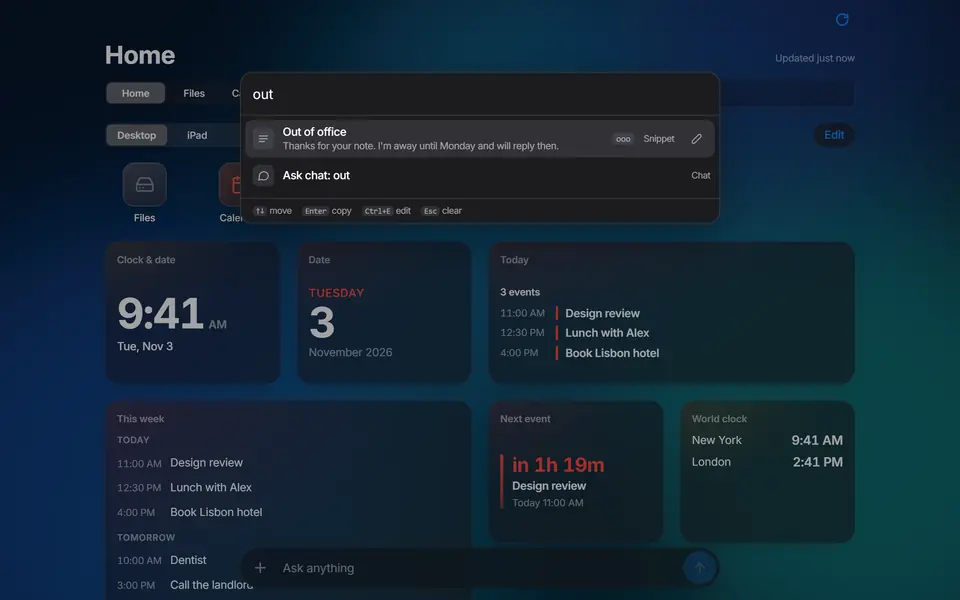 Home
Updated just now
Home Files C
out
Desktop iPad
Edit
Out of office
Thanks for your note. I'm away until Monday and will reply then.
ooo Snippet
Ask chat: out
Chat
↑↓ move Enter copy Ctrl+E edit Esc clear
Files
Caler
Clock & date
9:41 AM
Tue, Nov 3
Date
TUESDAY
3
November 2026
Today
3 events
11:00 AM Design review
12:30 PM Lunch with Alex
4:00 PM Book Lisbon hotel
This week
TODAY
11:00 AM Design review
12:30 PM Lunch with Alex
4:00 PM Book Lisbon hotel
TOMORROW
10:00 AM Dentist
3:00 PM Call the landlord
Next event
in 1h 19m
Design review
Today 11:00 AM
World clock
New York 9:41 AM
London 2:41 PM
Ask anything